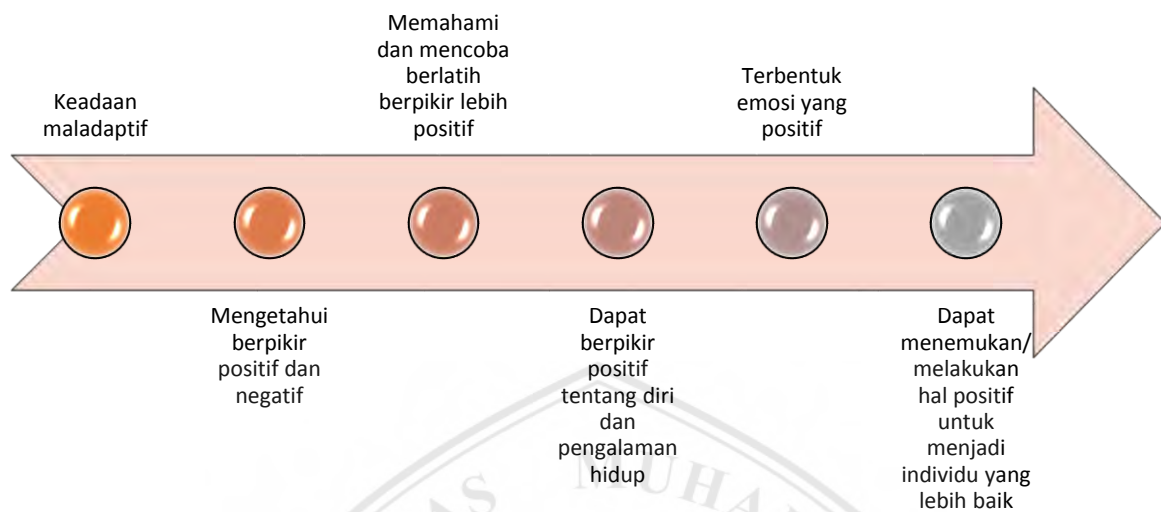 Keadaan
maladaptif
Mengetahui
berpikir
positif dan
negatif
Memahami
dan mencoba
berlatih
berpikir lebih
positif
Dapat
berpikir
positif
tentang diri
dan
pengalaman
hidup
Terbentuk
emosi yang
positif
Dapat
menemukan/
melakukan
hal positif
untuk
menjadi
individu yang
lebih baik